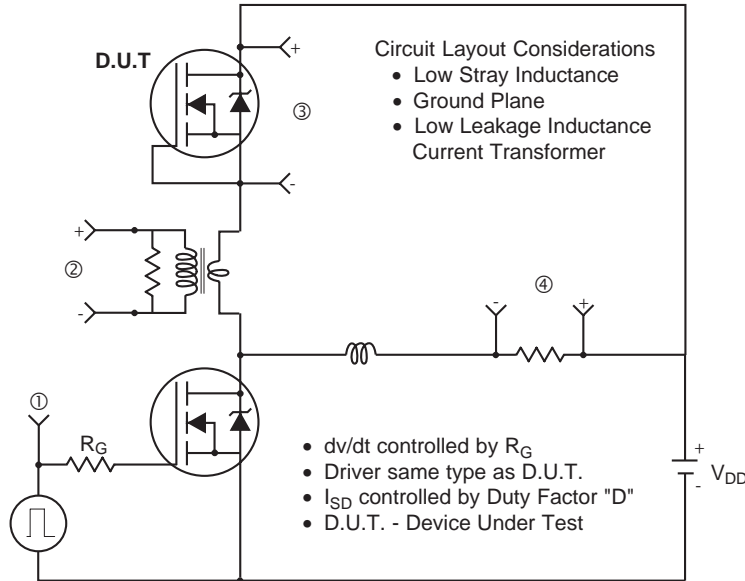 D.U.T
+
③
-
Circuit Layout Considerations
• Low Stray Inductance
• Ground Plane
• Low Leakage Inductance
Current Transformer
+
②
-
-
④
+
①
R_G
• dv/dt controlled by R_G
• Driver same type as D.U.T.
• I_SD controlled by Duty Factor "D"
• D.U.T. - Device Under Test
+
V_DD
-